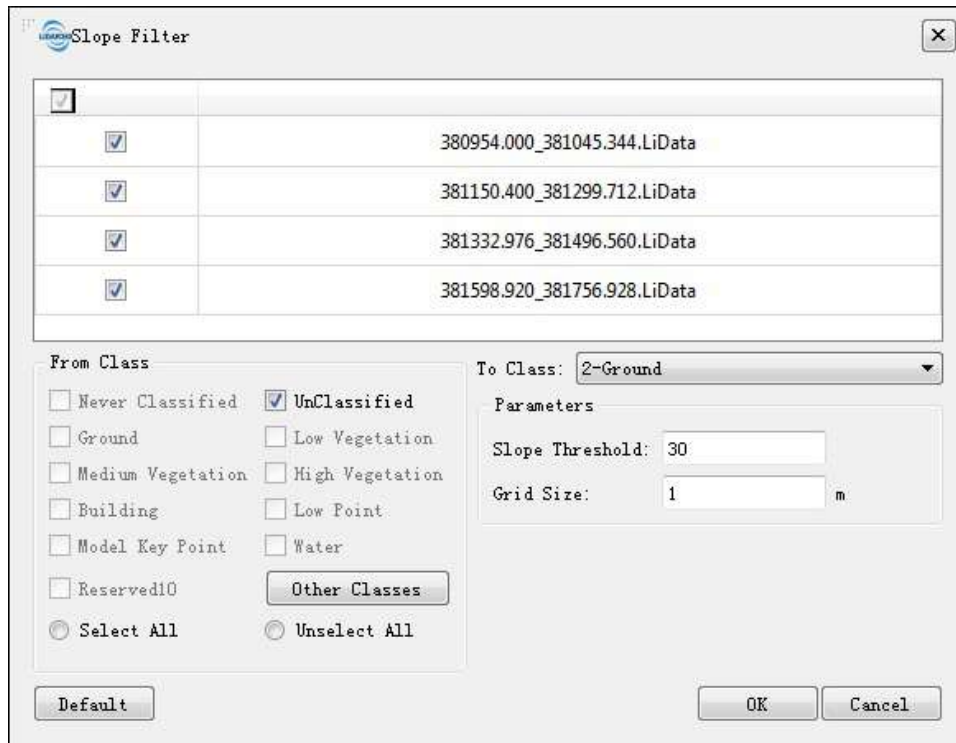 Slope Filter
380954.000_381045.344.LiData
381150.400_381299.712.LiData
381332.976_381496.560.LiData
381598.920_381756.928.LiData
From Class
To Class: 2-Ground
Never Classified UnClassified
Parameters
Ground Low Vegetation
Slope Threshold: 30
Medium Vegetation High Vegetation
Grid Size: 1 m
Building Low Point
Model Key Point Water
Reserved10 Other Classes
Select All Unselect All
Default OK Cancel